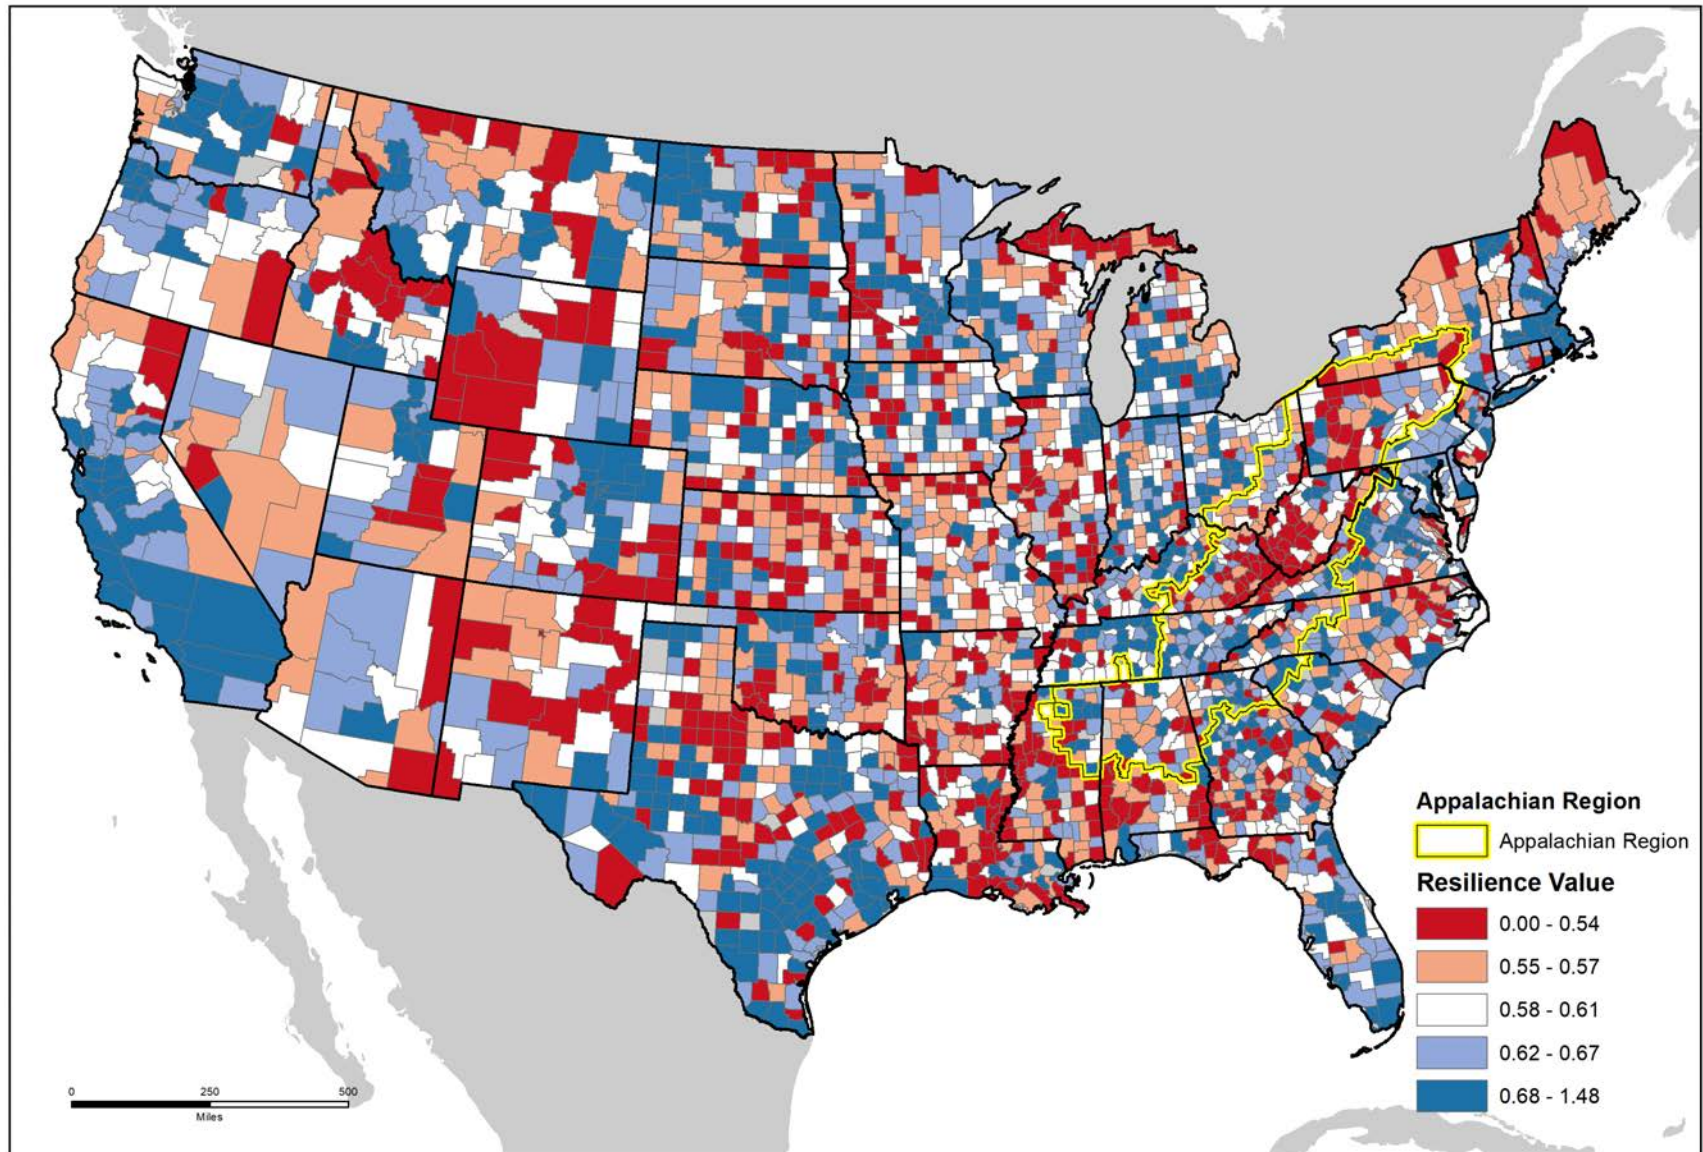 Appalachian Region
Appalachian Region
Resilience Value
0.00 - 0.54
0.55 - 0.57
0.58 - 0.61
0.62 - 0.67
0.68 - 1.48
0 250 500
Miles